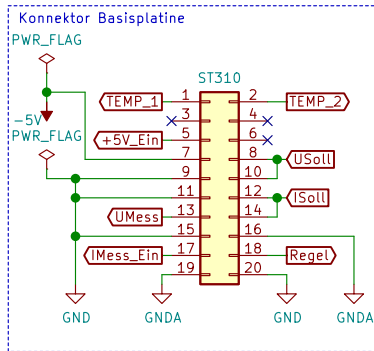 Konnektor Basisplatine
PWR_FLAG
ST310
TEMP_1 1 2 TEMP_2
-5V 3 4
PWR_FLAG
+5V_Ein 5 6
7 8 USoll
9 10
11 12 ISoll
UMess 13 14
15 16
IMess_Ein 17 18 Regel
19 20
GND GNDA GND GNDA